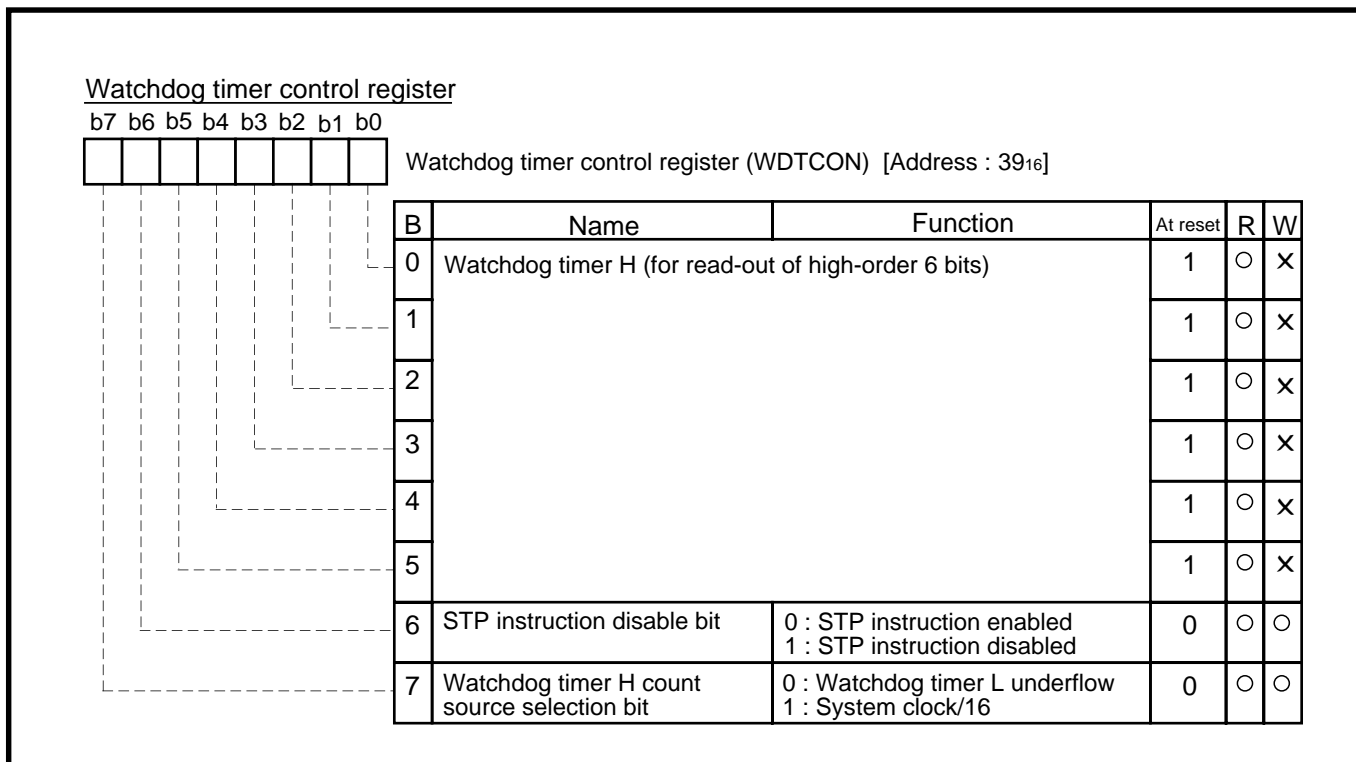 Watchdog timer control register
b7 b6 b5 b4 b3 b2 b1 b0
Watchdog timer control register (WDTCON) [Address : 3916]
B Name Function At reset R W
0 Watchdog timer H (for read-out of high-order 6 bits) 1 ○ ×
1 1 ○ ×
2 1 ○ ×
3 1 ○ ×
4 1 ○ ×
5 1 ○ ×
6 STP instruction disable bit 0 : STP instruction enabled 0 ○ ○
1 : STP instruction disabled
7 Watchdog timer H count 0 : Watchdog timer L underflow 0 ○ ○
source selection bit 1 : System clock/16